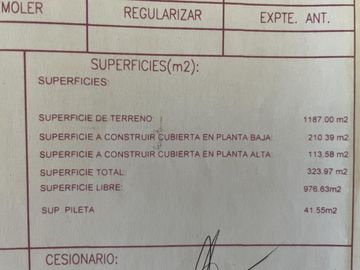 MOLER
REGULARIZAR
EXPTE. ANT.
SUPERFICIES(m2):
SUPERFICIES:
SUPERFICIE DE TERRENO: 1187.00 m2
SUPERFICIE A CONSTRUIR CUBIERTA EN PLANTA BAJA: 210.39 m2
SUPERFICIE A CONSTRUIR CUBIERTA EN PLANTA ALTA: 113.58 m2
SUPERFICIE TOTAL: 323.97 m2
SUPERFICIE LIBRE: 976.63m2
SUP PILETA 41.55m2
CESIONARIO: